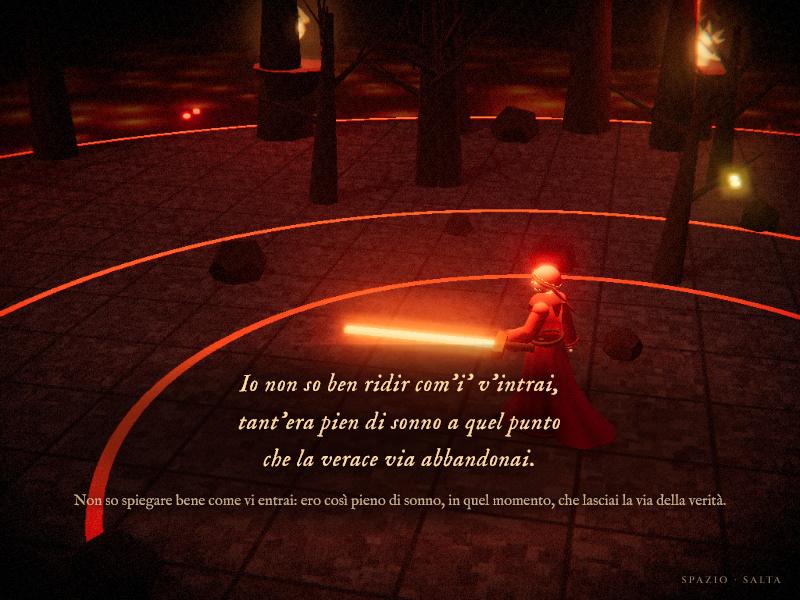 Io non so ben ridir com'i' v'intrai,
tant'era pien di sonno a quel punto
che la verace via abbandonai.
Non so spiegare bene come vi entrai: ero così pieno di sonno, in quel momento, che lasciai la via della verità.
SPAZIO · SALTA